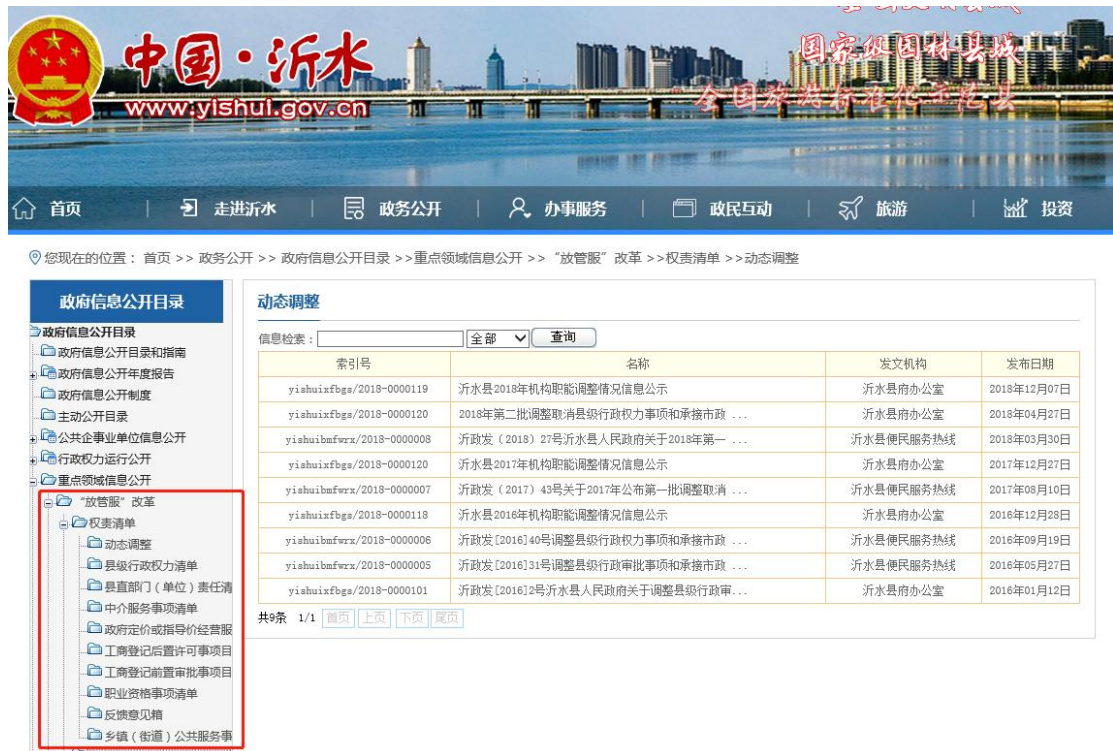 中国·沂水
www.yishui.gov.cn
国家级园林县城
全国旅游标准化示范县
首页 走进沂水 政务公开 办事服务 政民互动 旅游 投资
您现在的位置： 首页 >> 政务公开 >> 政府信息公开目录 >>重点领域信息公开 >> “放管服”改革 >>权责清单 >>动态调整
政府信息公开目录
政府信息公开目录
政府信息公开目录和指南
政府信息公开年度报告
政府信息公开制度
主动公开目录
公共企事业单位信息公开
行政权力运行公开
重点领域信息公开
“放管服”改革
权责清单
动态调整
县级行政权力清单
县直部门（单位）责任清
中介服务事项清单
政府定价或指导价经营服
工商登记后置许可事项目
工商登记前置审批事项目
职业资格事项清单
反馈意见箱
乡镇（街道）公共服务事
动态调整
信息检索： 全部 查询
索引号 名称 发文机构 发布日期
yishuixfbgs/2018-0000119 沂水县2018年机构职能调整情况信息公示 沂水县府办公室 2018年12月07日
yishuixfbgs/2018-0000120 2018年第二批调整取消县级行政权力事项和承接市政 ... 沂水县府办公室 2018年04月27日
yishuibmfwrx/2018-0000008 沂政发（2018）27号沂水县人民政府关于2018年第一 ... 沂水县便民服务热线 2018年03月30日
yishuixfbgs/2018-0000120 沂水县2017年机构职能调整情况信息公示 沂水县府办公室 2017年12月27日
yishuibmfwrx/2018-0000007 沂政发（2017）43号关于2017年公布第一批调整取消 ... 沂水县便民服务热线 2017年08月10日
yishuixfbgs/2018-0000118 沂水县2016年机构职能调整情况信息公示 沂水县府办公室 2016年12月28日
yishuibmfwrx/2018-0000006 沂政发[2016]40号调整县级行政权力事项和承接市政 ... 沂水县便民服务热线 2016年09月19日
yishuibmfwrx/2018-0000005 沂政发[2016]31号调整县级行政审批事项和承接市政 ... 沂水县便民服务热线 2016年05月27日
yishuixfbgs/2018-0000101 沂政发[2016]2号沂水县人民政府关于调整县级行政审... 沂水县府办公室 2016年01月12日
共9条 1/1 首页 上页 下页 尾页